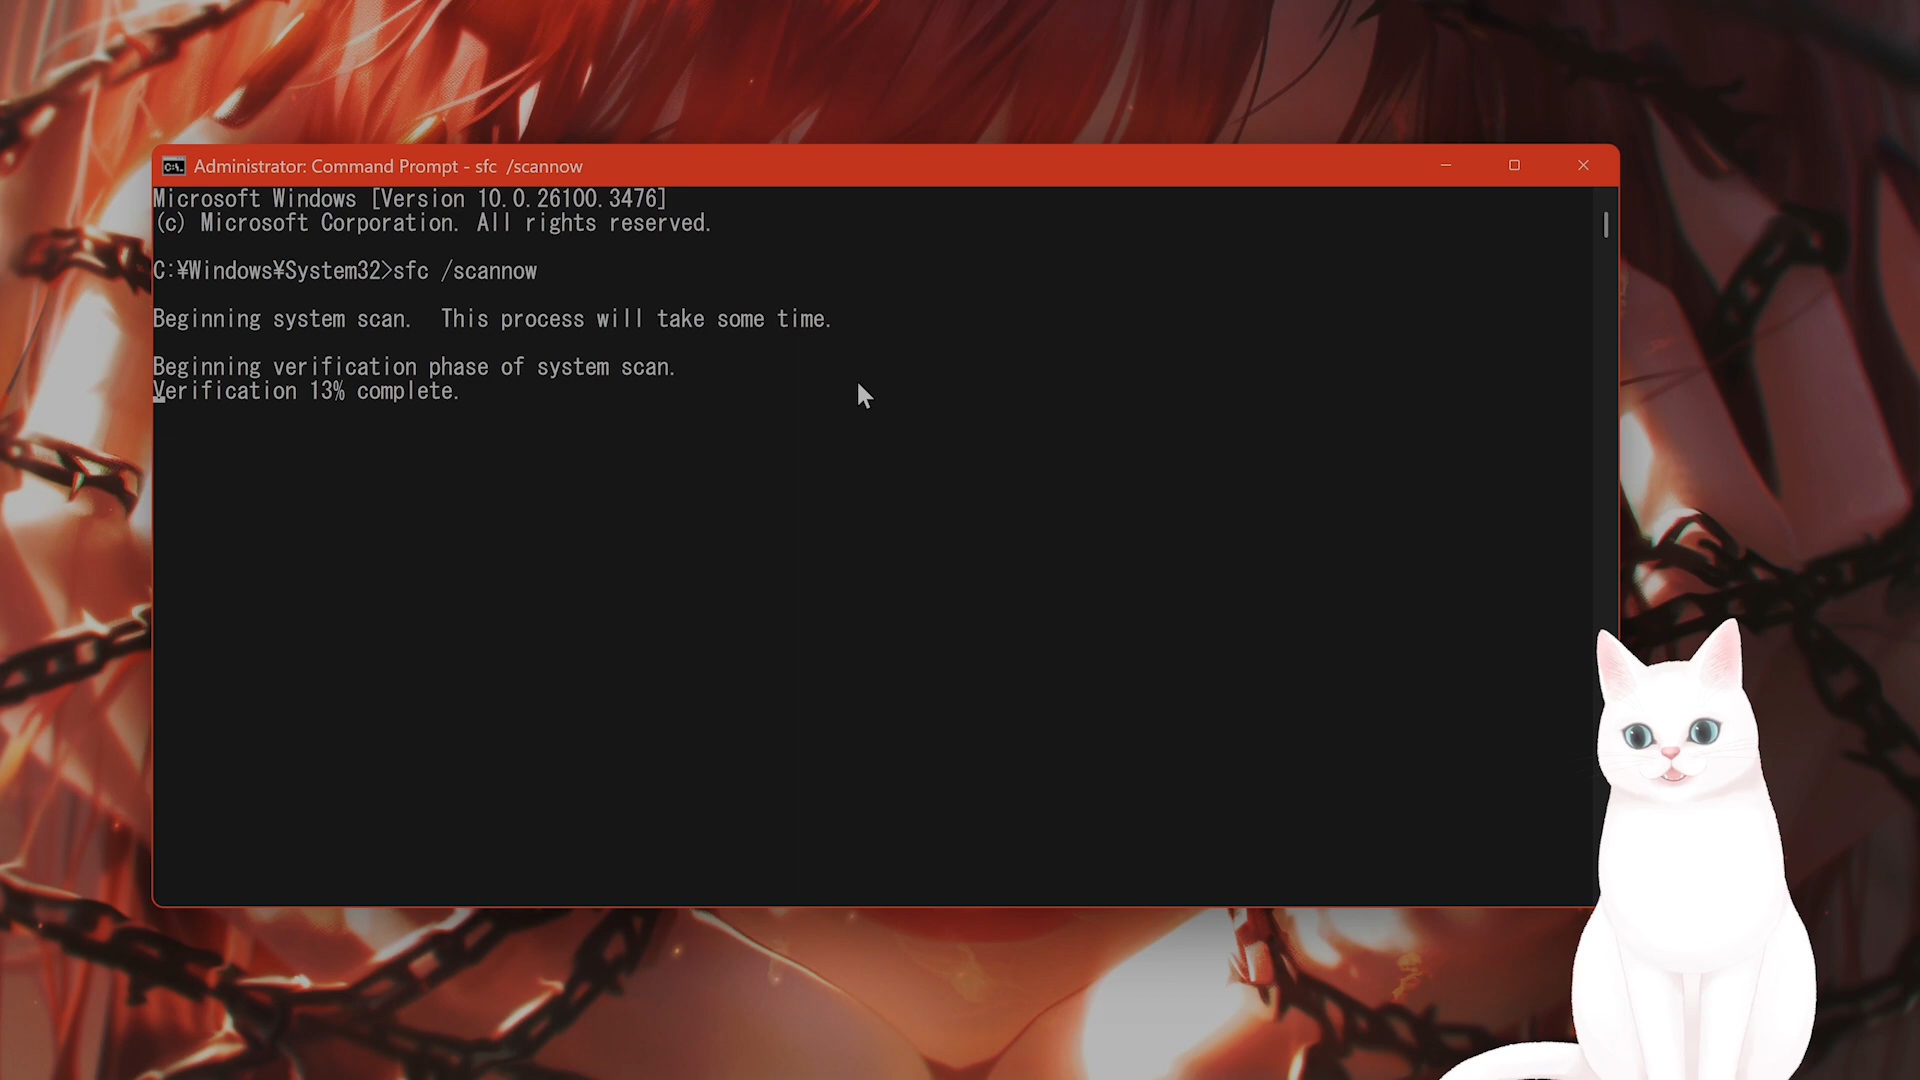 Administrator: Command Prompt - sfc  /scannow
Microsoft Windows [Version 10.0.26100.3476]
(c) Microsoft Corporation. All rights reserved.
C:¥Windows¥System32>sfc /scannow
Beginning system scan.  This process will take some time.
Beginning verification phase of system scan.
Verification 13% complete.